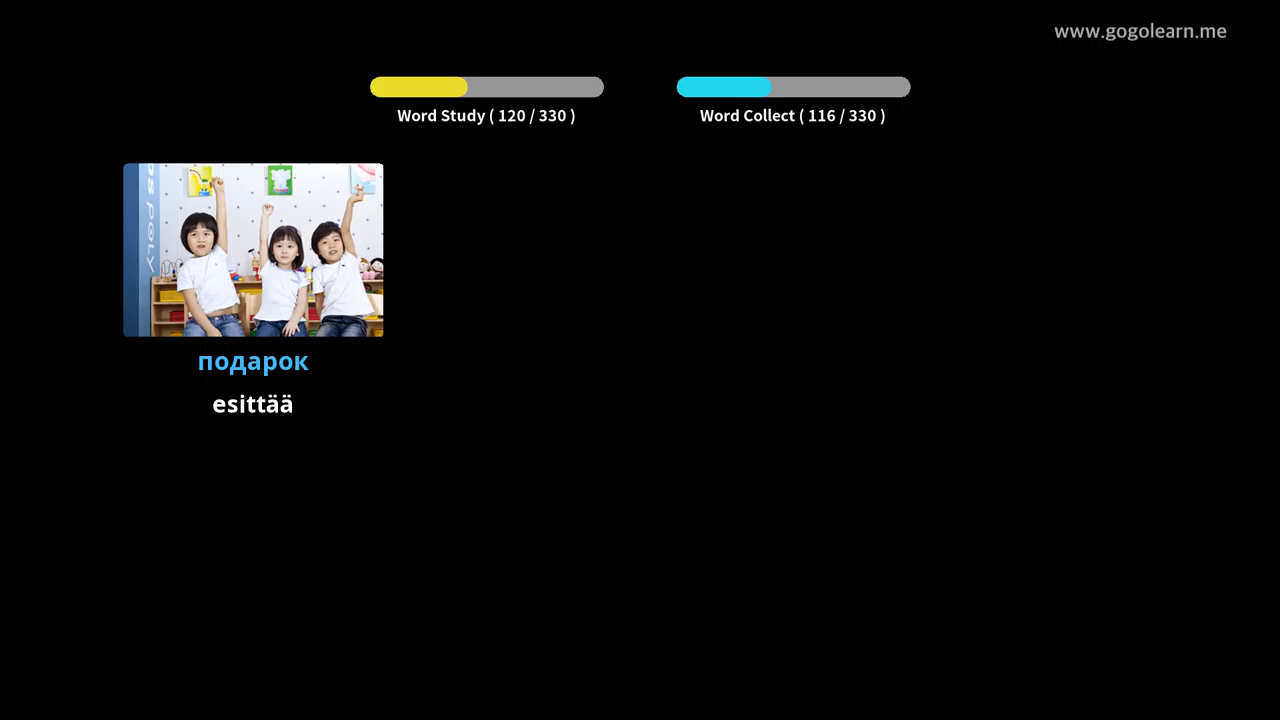 www.gogolearn.me
Word Study ( 120 / 330 )
Word Collect ( 116 / 330 )
подарок
esittää